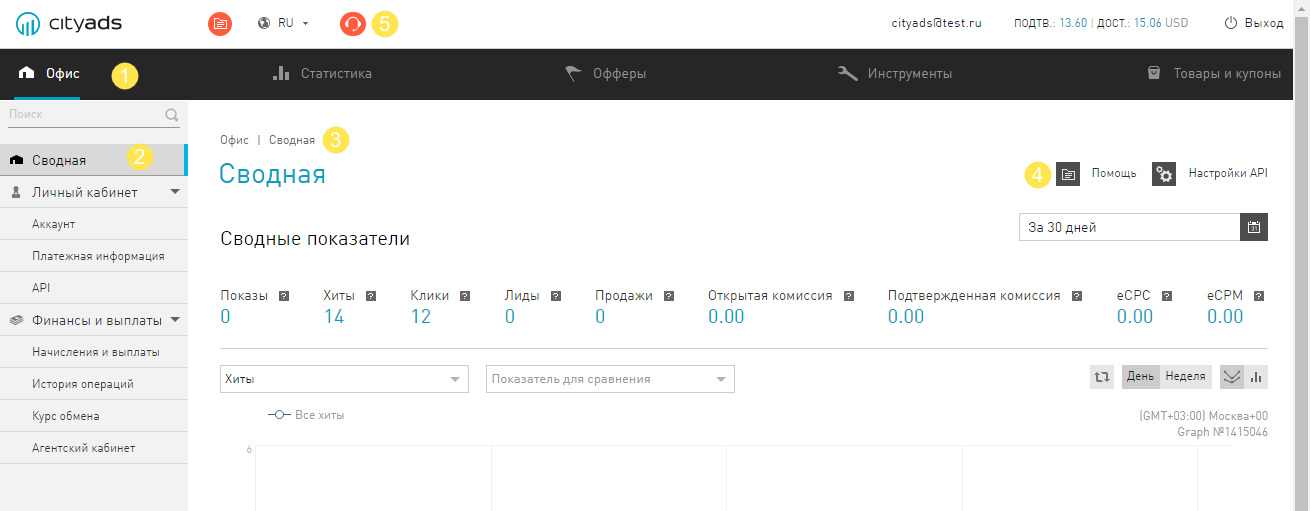 cityads RU 5 cityads@test.ru ПОДТВ.: 13.60 | ДОСТ.: 15.06 USD Выход
Офис 1 Статистика Офферы Инструменты Товары и купоны
Поиск
Сводная 2
Личный кабинет
Аккаунт
Платежная информация
API
Финансы и выплаты
Начисления и выплаты
История операций
Курс обмена
Агентский кабинет
Офис | Сводная 3
Сводная
4 Помощь Настройки API
Сводные показатели
За 30 дней 31
Показы ? Хиты ? Клики ? Лиды ? Продажи ? Открытая комиссия ? Подтвержденная комиссия ? eCPC ? eCPM ?
0 14 12 0 0 0.00 0.00 0.00 0.00
Хиты Показатель для сравнения День Неделя
Все хиты (GMT+03:00) Москва+00
Graph №1415046
6